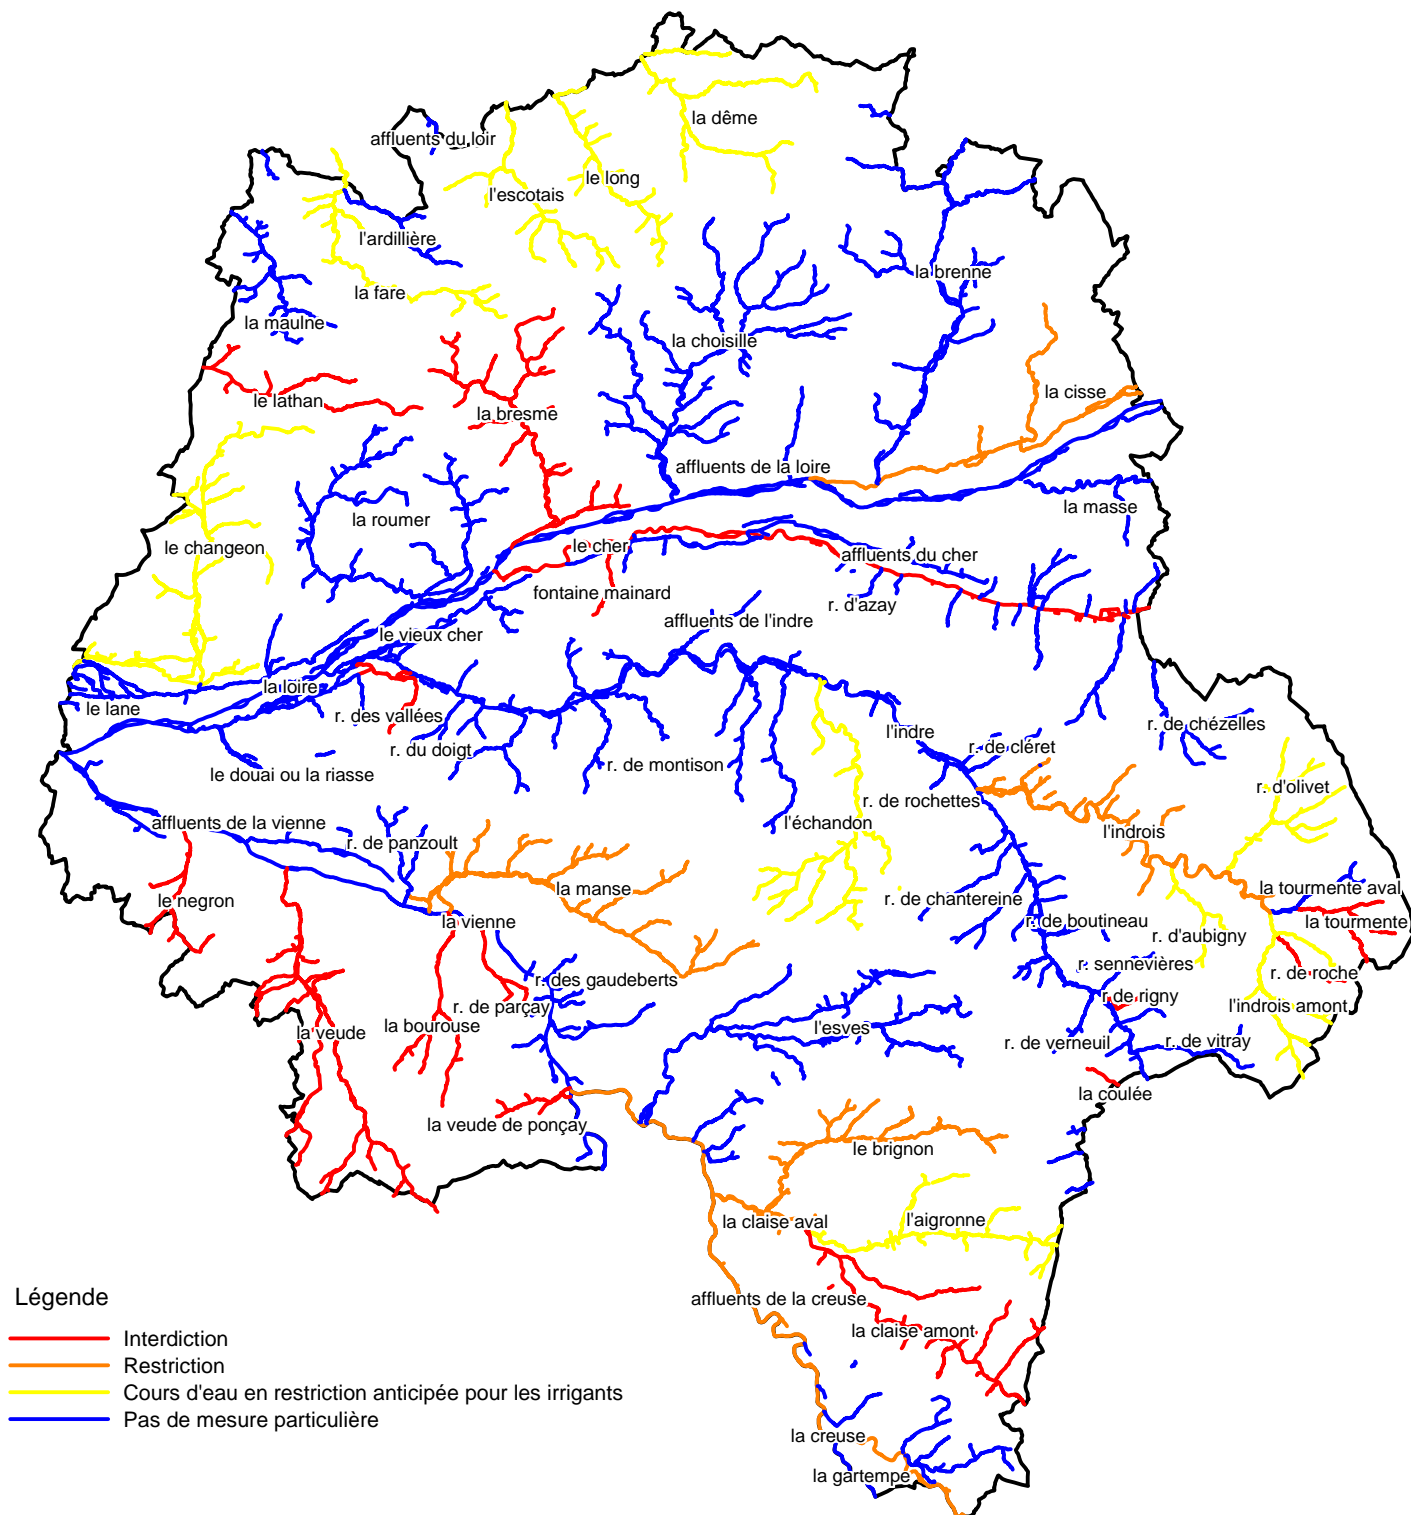 la dême
affluents du loir
le long
l'escotais
l'ardillière
la brenne
la fare
la maulne
la choisille
la cisse
le lathan
la bresme
affluents de la loire
la masse
la roumer
le changeon
le cher
affluents du cher
fontaine mainard
r. d'azay
affluents de l'indre
le vieux cher
la loire
le lane
r. des vallées
r. de chézelles
l'indre
r. du doigt
r. de cléret
le douai ou la riasse
r. de montison
r. d'olivet
r. de rochettes
affluents de la vienne
l'échandon
l'indrois
r. de panzoult
la manse
la tourmente aval
le negron
r. de chantereine
la vienne
r. de boutineau
la tourmente
r. d'aubigny
r. sennevières
r. de roche
r. des gaudeberts
r de rigny
r. de parçay
l'indrois amont
la bourouse
l'esves
la veude
r. de verneuil
r. de vitray
la coulée
la veude de ponçay
le brignon
la claise aval
l'aigronne
affluents de la creuse
la claise amont
la creuse
la gartempe
Légende
Interdiction
Restriction
Cours d'eau en restriction anticipée pour les irrigants
Pas de mesure particulière